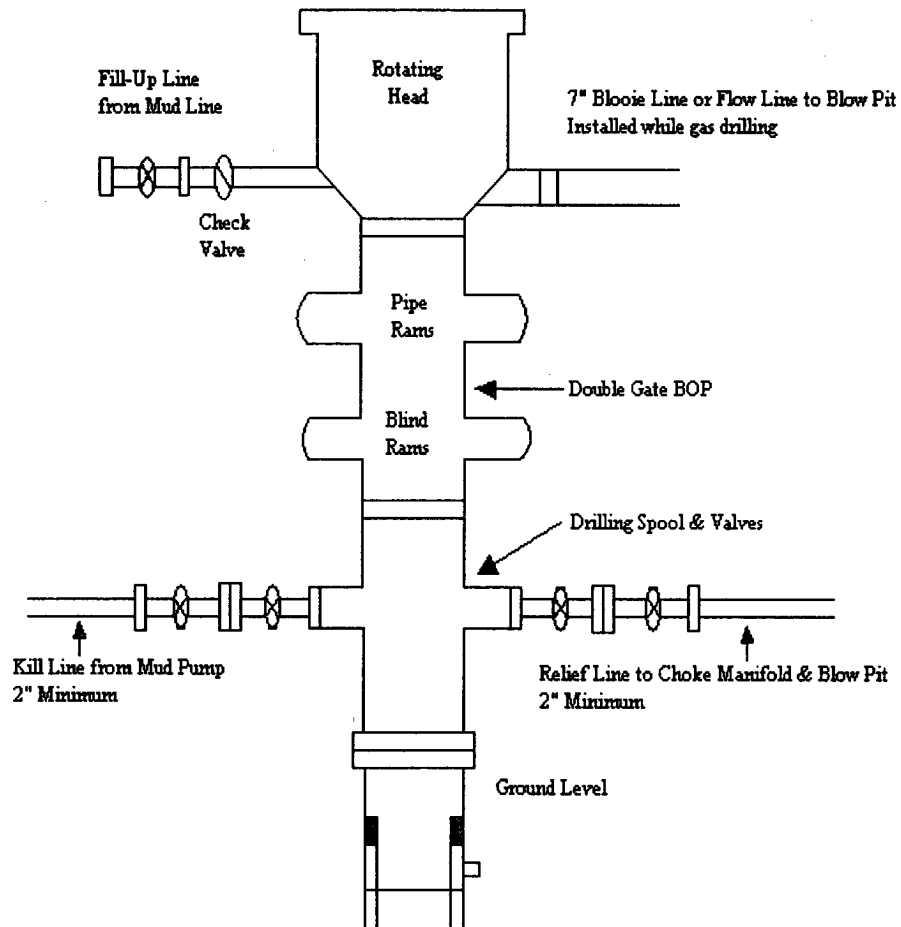 Rotating
Head
Fill-Up Line
from Mud Line
7" Blooie Line or Flow Line to Blow Pit
Installed while gas drilling
Check
Valve
Pipe
Rams
Double Gate BOP
Blind
Rams
Drilling Spool & Valves
Kill Line from Mud Pump
2" Minimum
Relief Line to Choke Manifold & Blow Pit
2" Minimum
Ground Level